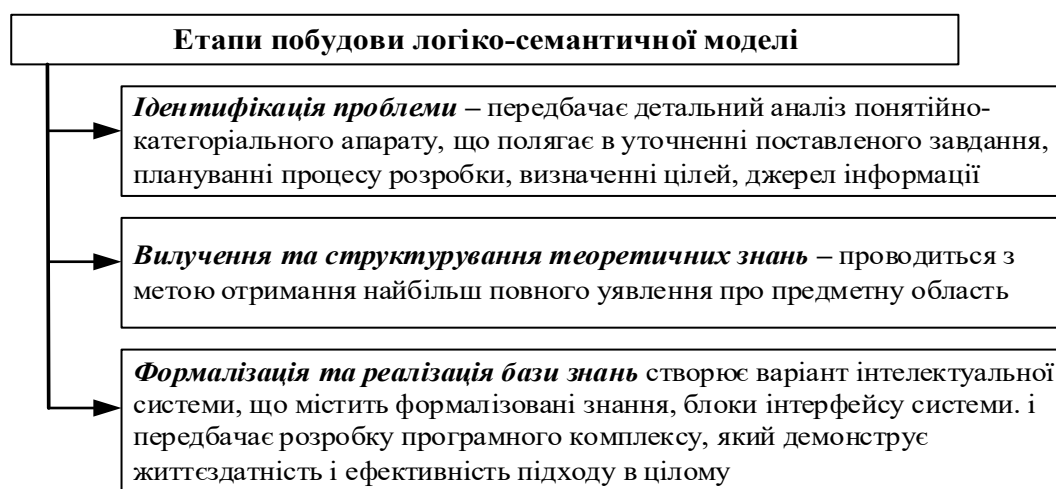 Етапи побудови логіко-семантичної моделі
Ідентифікація проблеми – передбачає детальний аналіз понятійно-
категоріального апарату, що полягає в уточненні поставленого завдання,
плануванні процесу розробки, визначенні цілей, джерел інформації
Вилучення та структурування теоретичних знань – проводиться з
метою отримання найбільш повного уявлення про предметну область
Формалізація та реалізація бази знань створює варіант інтелектуальної
системи, що містить формалізовані знання, блоки інтерфейсу системи. і
передбачає розробку програмного комплексу, який демонструє
життєздатність і ефективність підходу в цілому